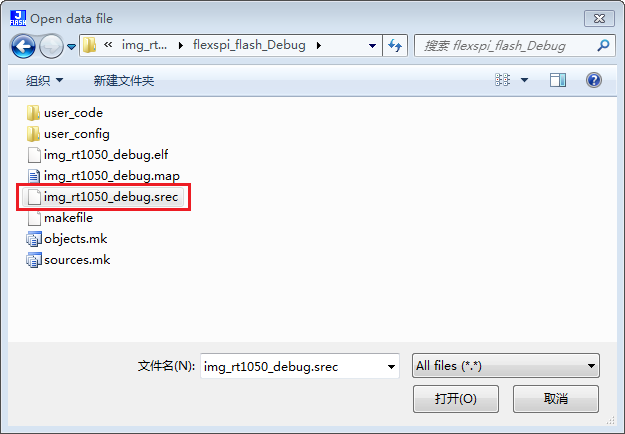 J
FLASH
Open data file
« img_rt... ▸ flexspi_flash_Debug ▸
搜索 flexspi_flash_Debug
组织 新建文件夹
user_code
user_config
img_rt1050_debug.elf
img_rt1050_debug.map
img_rt1050_debug.srec
makefile
objects.mk
sources.mk
文件名(N): img_rt1050_debug.srec All files (*.*)
打开(O) 取消